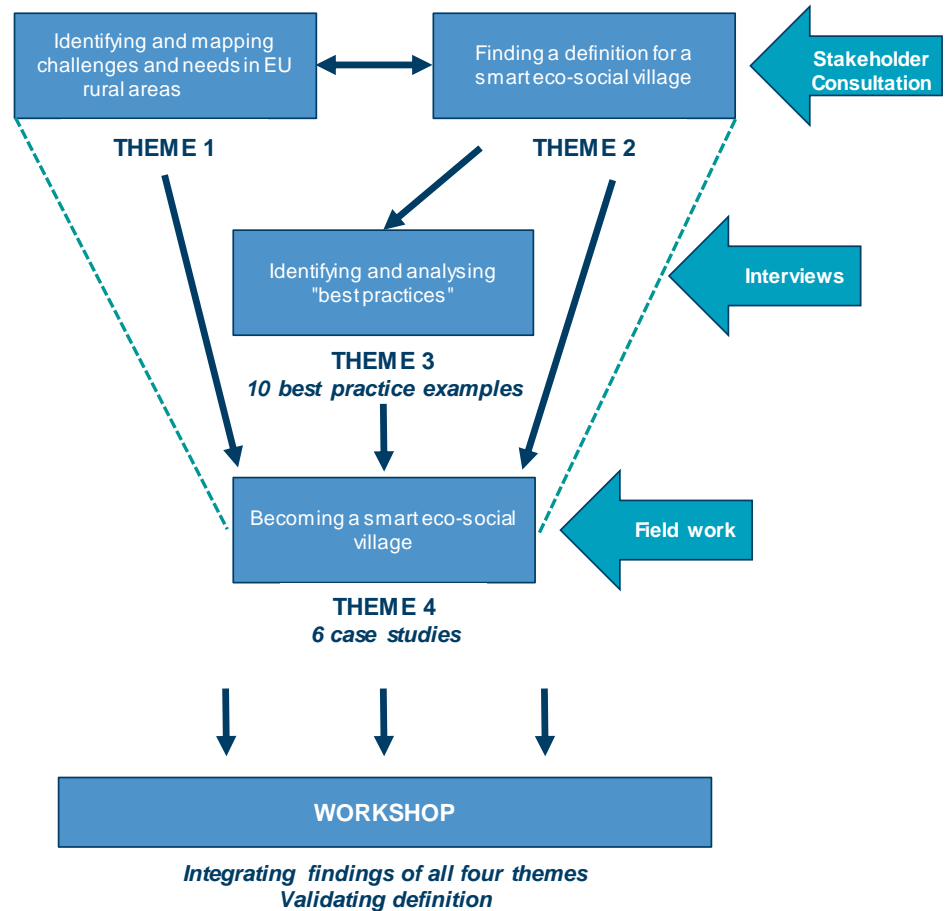 Identifying and mapping
challenges and needs in EU
rural areas
Finding a definition for a
smart eco-social village
Stakeholder
Consultation
THEME 1
THEME 2
Identifying and analysing
"best practices"
Interviews
THEME 3
10 best practice examples
Becoming a smart eco-social
village
Field work
THEME 4
6 case studies
WORKSHOP
Integrating findings of all four themes
Validating definition